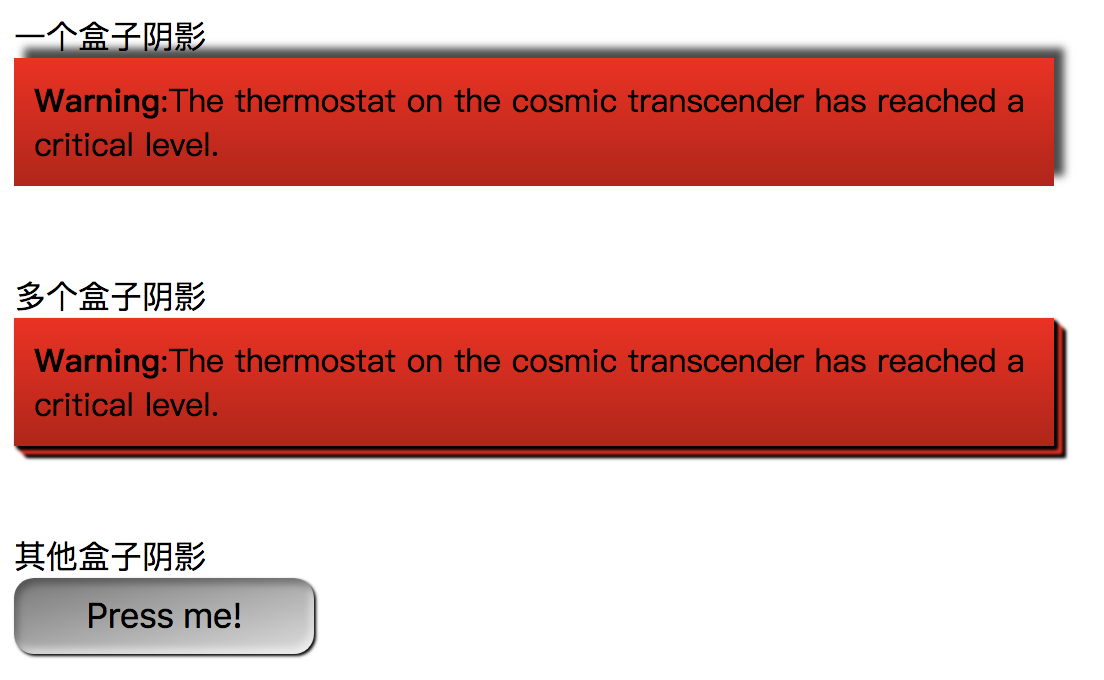 一个盒子阴影
Warning:The thermostat on the cosmic transcender has reached a
critical level.
多个盒子阴影
Warning:The thermostat on the cosmic transcender has reached a
critical level.
其他盒子阴影
Press me!